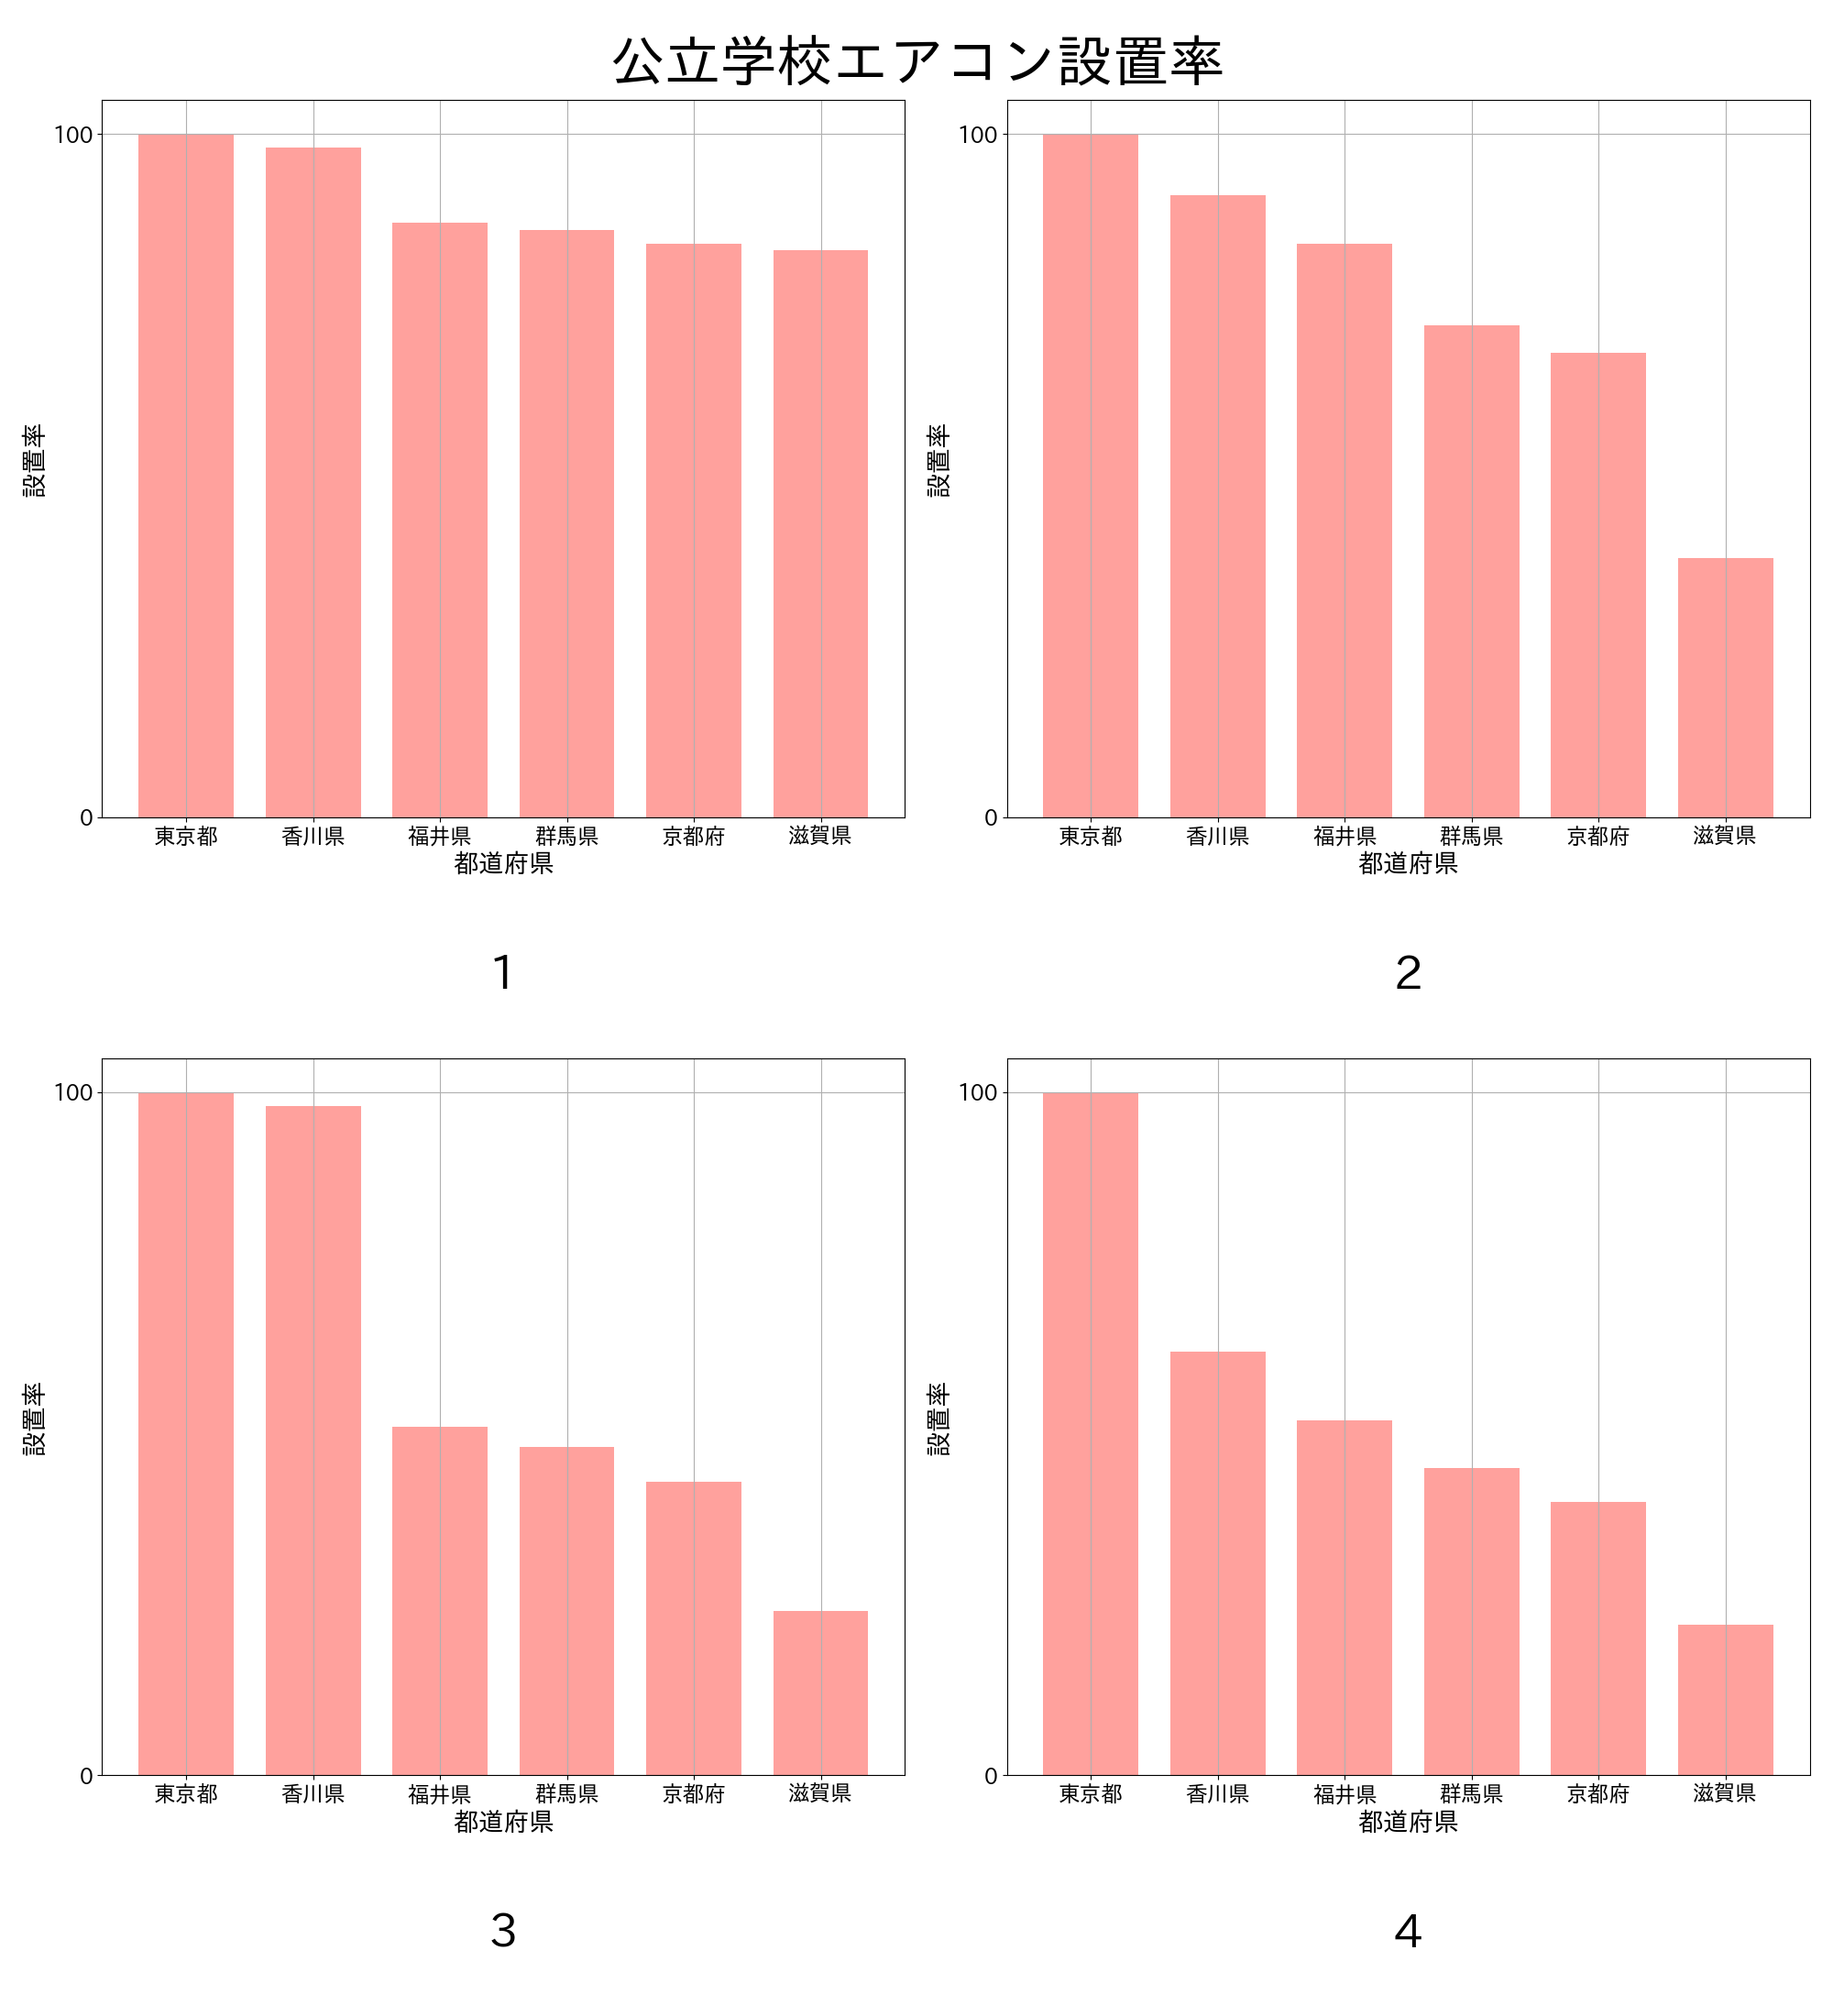 公立学校エアコン設置率
100
設置率
0
東京都 香川県 福井県 群馬県 京都府 滋賀県
都道府県
1
100
設置率
0
東京都 香川県 福井県 群馬県 京都府 滋賀県
都道府県
2
100
設置率
0
東京都 香川県 福井県 群馬県 京都府 滋賀県
都道府県
3
100
設置率
0
東京都 香川県 福井県 群馬県 京都府 滋賀県
都道府県
4